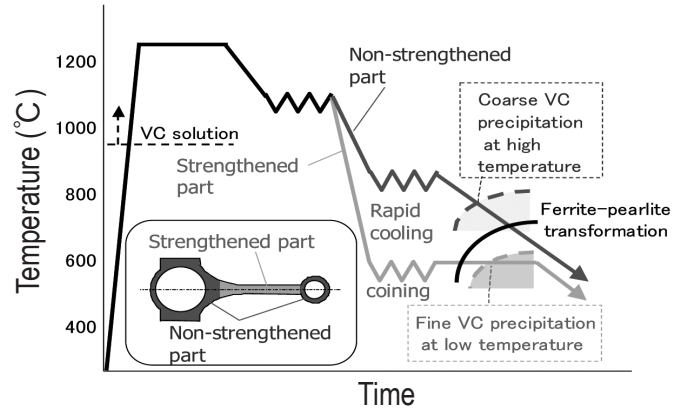 Temperature (℃)
1200
1000
800
600
400
VC solution
Non-strengthened
part
Strengthened
part
Coarse VC
precipitation
at high
temperature
Rapid
cooling
Ferrite-pearlite
transformation
coining
Fine VC precipitation
at low temperature
Strengthened part
Non-strengthened
part
Time